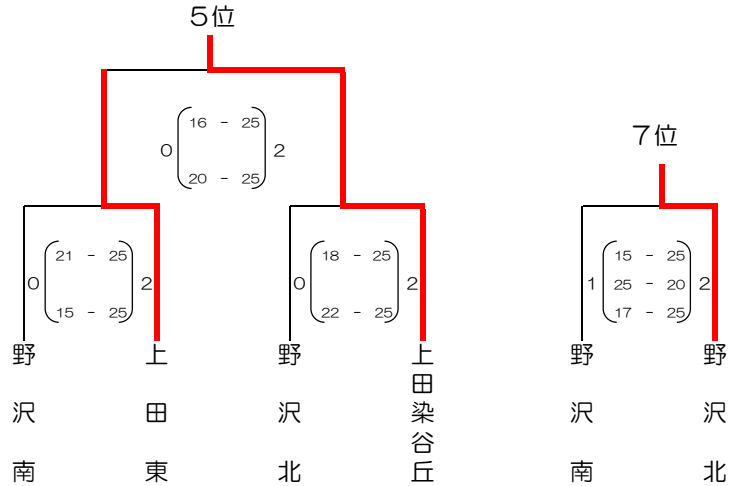 5位
16 - 25
0 2
20 - 25
7位
21 - 25
0 2
15 - 25
18 - 25
0 2
22 - 25
15 - 25
1 25 - 20 2
17 - 25
野沢南
上田東
野沢北
上田染谷丘
野沢南
野沢北